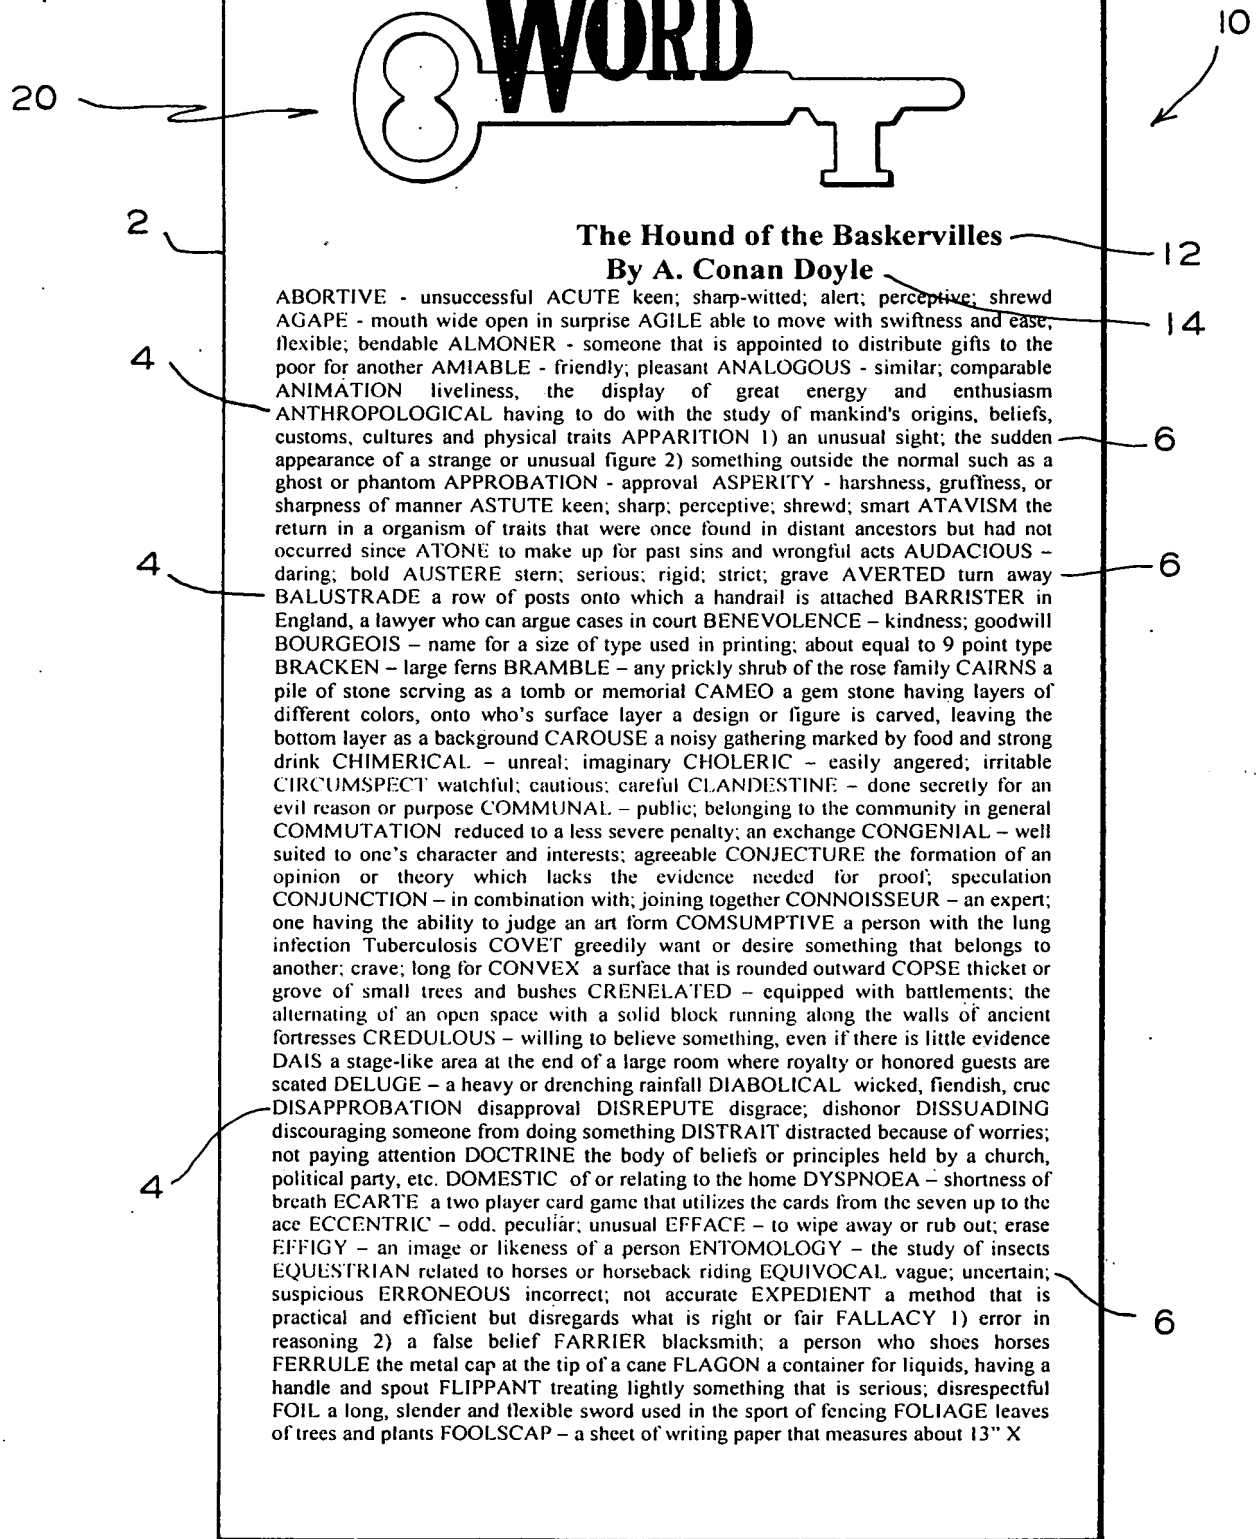 WORD
10
20
2
The Hound of the Baskervilles
12
By A. Conan Doyle
14
ABORTIVE - unsuccessful ACUTE keen; sharp-witted; alert; perceptive; shrewd
AGAPE - mouth wide open in surprise AGILE able to move with swiftness and ease,
flexible; bendable ALMONER - someone that is appointed to distribute gifts to the
4
poor for another AMIABLE - friendly; pleasant ANALOGOUS - similar; comparable
ANIMATION liveliness, the display of great energy and enthusiasm
ANTHROPOLOGICAL having to do with the study of mankind's origins, beliefs,
customs, cultures and physical traits APPARITION 1) an unusual sight; the sudden
6
appearance of a strange or unusual figure 2) something outside the normal such as a
ghost or phantom APPROBATION - approval ASPERITY - harshness, gruffness, or
sharpness of manner ASTUTE keen; sharp; perceptive; shrewd; smart ATAVISM the
return in a organism of traits that were once found in distant ancestors but had not
occurred since ATONE to make up for past sins and wrongful acts AUDACIOUS –
4
daring; bold AUSTERE stern; serious; rigid; strict; grave AVERTED turn away
6
BALUSTRADE a row of posts onto which a handrail is attached BARRISTER in
England, a lawyer who can argue cases in court BENEVOLENCE – kindness; goodwill
BOURGEOIS – name for a size of type used in printing; about equal to 9 point type
BRACKEN – large ferns BRAMBLE – any prickly shrub of the rose family CAIRNS a
pile of stone serving as a tomb or memorial CAMEO a gem stone having layers of
different colors, onto who's surface layer a design or figure is carved, leaving the
bottom layer as a background CAROUSE a noisy gathering marked by food and strong
drink CHIMERICAL – unreal; imaginary CHOLERIC – easily angered; irritable
CIRCUMSPECT watchful; cautious; careful CLANDESTINE – done secretly for an
evil reason or purpose COMMUNAL – public; belonging to the community in general
COMMUTATION reduced to a less severe penalty; an exchange CONGENIAL – well
suited to one's character and interests; agreeable CONJECTURE the formation of an
opinion or theory which lacks the evidence needed for proof; speculation
CONJUNCTION – in combination with; joining together CONNOISSEUR – an expert;
one having the ability to judge an art form COMSUMPTIVE a person with the lung
infection Tuberculosis COVET greedily want or desire something that belongs to
another; crave; long for CONVEX a surface that is rounded outward COPSE thicket or
grove of small trees and bushes CRENELATED – equipped with battlements; the
alternating of an open space with a solid block running along the walls of ancient
fortresses CREDULOUS – willing to believe something, even if there is little evidence
DAIS a stage-like area at the end of a large room where royalty or honored guests are
seated DELUGE – a heavy or drenching rainfall DIABOLICAL wicked, fiendish, cruc
DISAPPROBATION disapproval DISREPUTE disgrace; dishonor DISSUADING
discouraging someone from doing something DISTRAIT distracted because of worries;
not paying attention DOCTRINE the body of beliefs or principles held by a church,
political party, etc. DOMESTIC of or relating to the home DYSPNOEA – shortness of
4
breath ECARTE a two player card game that utilizes the cards from the seven up to the
ace ECCENTRIC – odd. peculiar; unusual EFFACE – to wipe away or rub out; erase
EFFIGY – an image or likeness of a person ENTOMOLOGY – the study of insects
EQUESTRIAN related to horses or horseback riding EQUIVOCAL vague; uncertain;
suspicious ERRONEOUS incorrect; not accurate EXPEDIENT a method that is
practical and efficient but disregards what is right or fair FALLACY 1) error in
6
reasoning 2) a false belief FARRIER blacksmith; a person who shoes horses
FERRULE the metal cap at the tip of a cane FLAGON a container for liquids, having a
handle and spout FLIPPANT treating lightly something that is serious; disrespectful
FOIL a long, slender and flexible sword used in the sport of fencing FOLIAGE leaves
of trees and plants FOOLSCAP – a sheet of writing paper that measures about 13" X